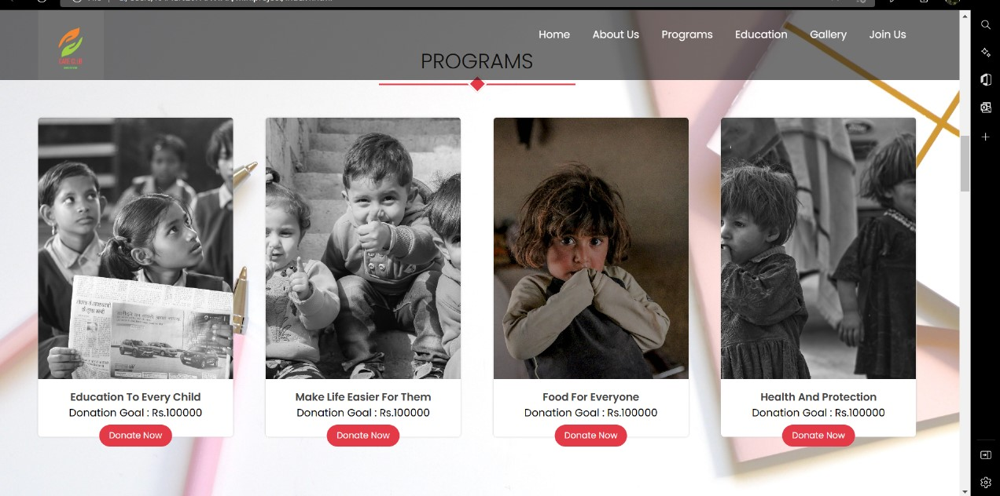 Home About Us Programs Education Gallery Join Us
CARE CLUB
PROGRAMS
Education To Every Child
Donation Goal : Rs.100000
Donate Now
Make Life Easier For Them
Donation Goal : Rs.100000
Donate Now
Food For Everyone
Donation Goal : Rs.100000
Donate Now
Health And Protection
Donation Goal : Rs.100000
Donate Now